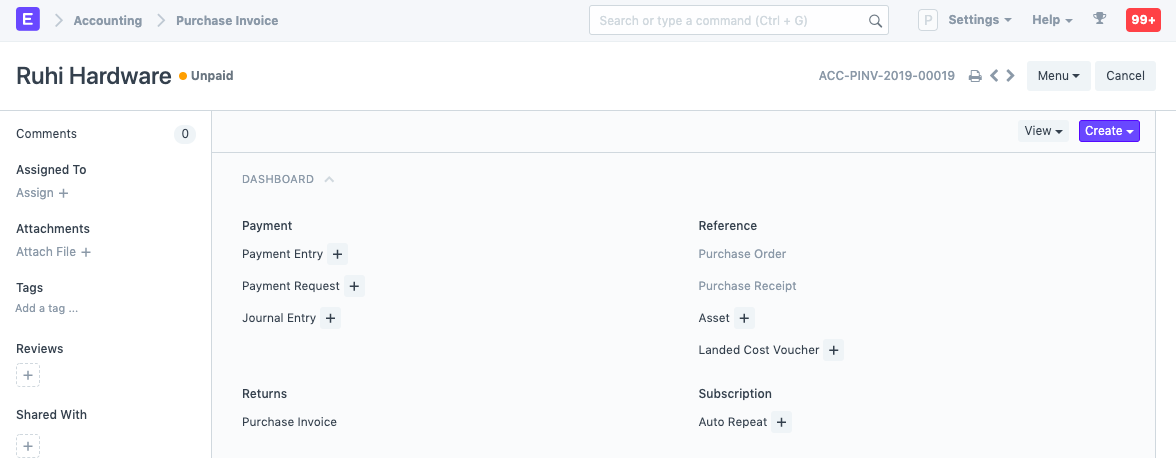 E Accounting Purchase Invoice Search or type a command (Ctrl + G) P Settings Help 99+
Ruhi Hardware Unpaid ACC-PINV-2019-00019 Menu Cancel
Comments 0
View Create
Assigned To
Assign +
Attachments
Attach File +
Tags
Add a tag ...
Reviews
+
Shared With
+
DASHBOARD
Payment
Payment Entry +
Payment Request +
Journal Entry +
Reference
Purchase Order
Purchase Receipt
Asset +
Landed Cost Voucher +
Returns
Purchase Invoice
Subscription
Auto Repeat +